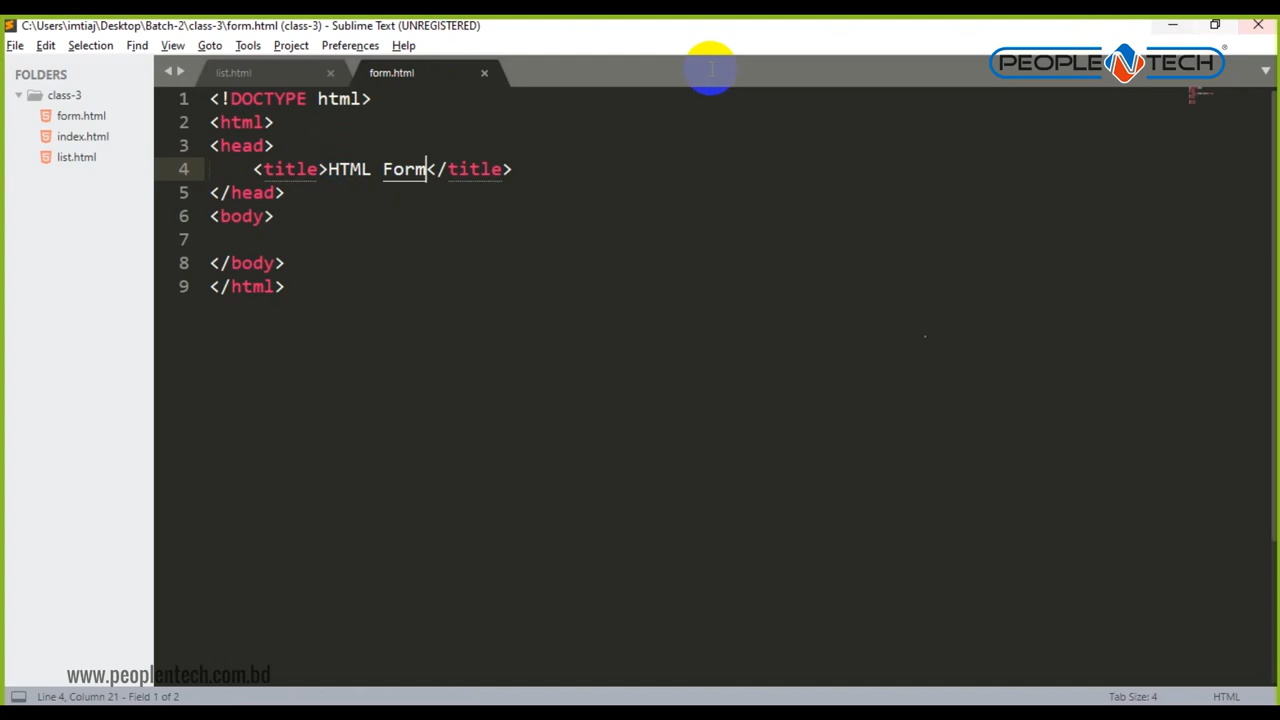 C:\Users\imtiaj\Desktop\Batch-2\class-3\form.html (class-3) - Sublime Text (UNREGISTERED)
File Edit Selection Find View Goto Tools Project Preferences Help
PEOPLE N TECH ®
FOLDERS
class-3
form.html
index.html
list.html
list.html × form.html ×
1 <!DOCTYPE html>
2 <html>
3 <head>
4 <title>HTML Form</title>
5 </head>
6 <body>
7
8 </body>
9 </html>
www.peoplentech.com.bd
Line 4, Column 21 - Field 1 of 2 Tab Size: 4 HTML